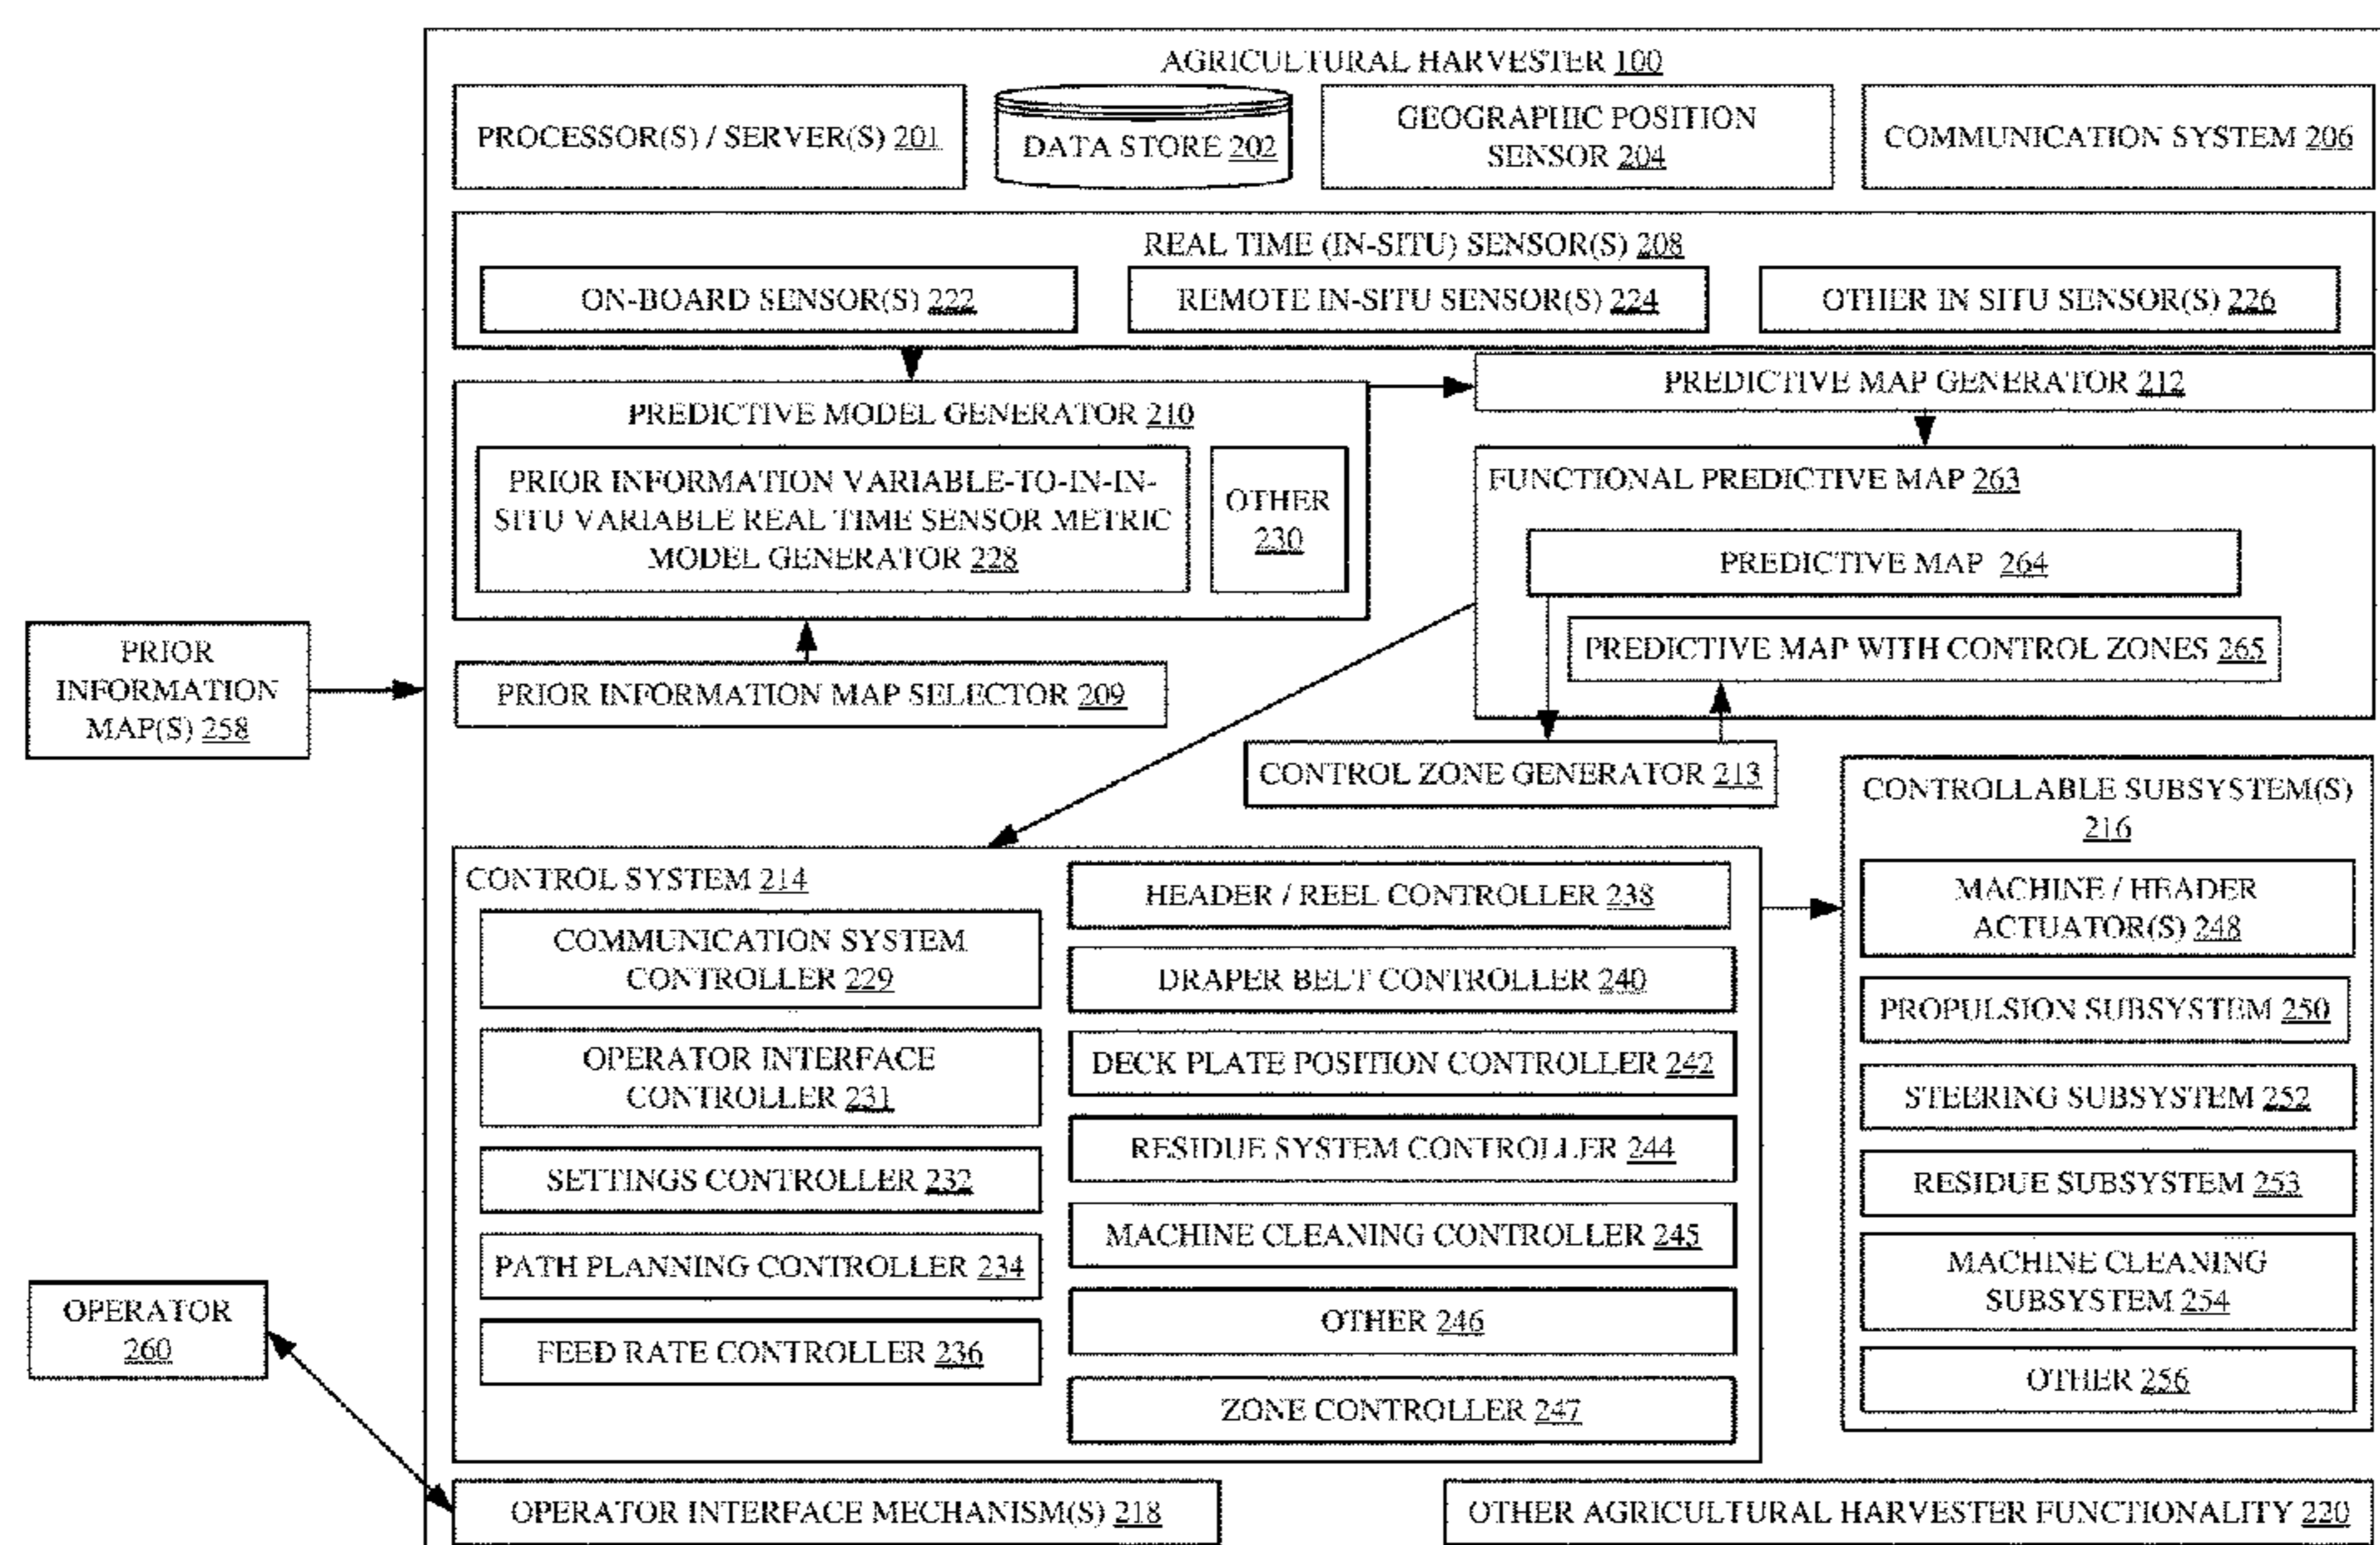 AGRICULTURAL HARVESTER 100
PROCESSOR(S) / SERVER(S) 201
DATA STORE 202
GEOGRAPHIC POSITION
SENSOR 204
COMMUNICATION SYSTEM 206
REAL TIME (IN-SITU) SENSOR(S) 208
ON-BOARD SENSOR(S) 222
REMOTE IN-SITU SENSOR(S) 224
OTHER IN SITU SENSOR(S) 226
PREDICTIVE MODEL GENERATOR 210
PRIOR INFORMATION VARIABLE-TO-IN-IN-
SITU VARIABLE REAL TIME SENSOR METRIC
MODEL GENERATOR 228
OTHER
230
PREDICTIVE MAP GENERATOR 212
FUNCTIONAL PREDICTIVE MAP 263
PREDICTIVE MAP 264
PREDICTIVE MAP WITH CONTROL ZONES 265
PRIOR
INFORMATION
MAP(S) 258
PRIOR INFORMATION MAP SELECTOR 209
CONTROL ZONE GENERATOR 213
CONTROL SYSTEM 214
COMMUNICATION SYSTEM
CONTROLLER 229
OPERATOR INTERFACE
CONTROLLER 231
SETTINGS CONTROLLER 232
PATH PLANNING CONTROLLER 234
FEED RATE CONTROLLER 236
HEADER / REEL CONTROLLER 238
DRAPER BELT CONTROLLER 240
DECK PLATE POSITION CONTROLLER 242
RESIDUE SYSTEM CONTROLLER 244
MACHINE CLEANING CONTROLLER 245
OTHER 246
ZONE CONTROLLER 247
CONTROLLABLE SUBSYSTEM(S)
216
MACHINE / HEADER
ACTUATOR(S) 248
PROPULSION SUBSYSTEM 250
STEERING SUBSYSTEM 252
RESIDUE SUBSYSTEM 253
MACHINE CLEANING
SUBSYSTEM 254
OTHER 256
OPERATOR
260
OPERATOR INTERFACE MECHANISM(S) 218
OTHER AGRICULTURAL HARVESTER FUNCTIONALITY 220